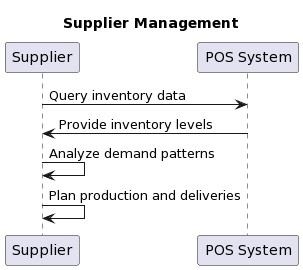 Supplier Management
Supplier
POS System
Query inventory data
Provide inventory levels
Analyze demand patterns
Plan production and deliveries
Supplier
POS System